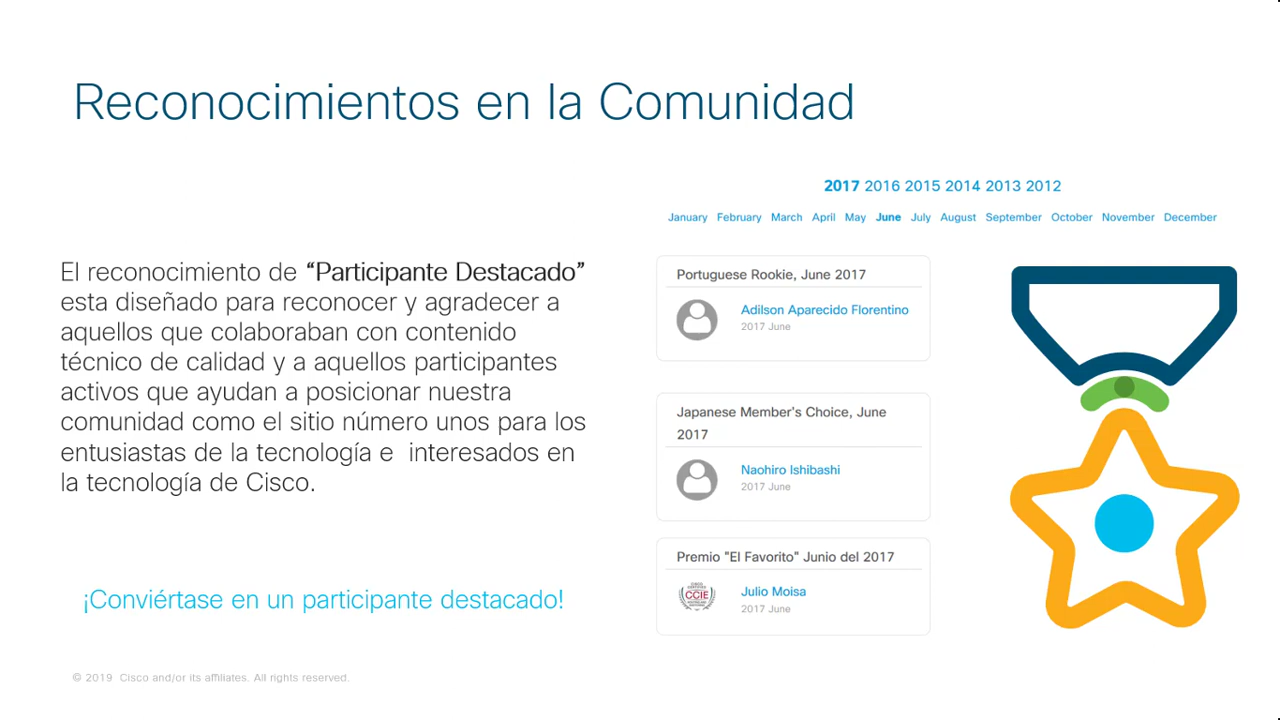 Reconocimientos en la Comunidad
2017 2016 2015 2014 2013 2012
January February March April May June July August September October November December
El reconocimiento de “Participante Destacado”
esta diseñado para reconocer y agradecer a
aquellos que colaboraban con contenido
técnico de calidad y a aquellos participantes
activos que ayudan a posicionar nuestra
comunidad como el sitio número unos para los
entusiastas de la tecnología e interesados en
la tecnología de Cisco.
¡Conviértase en un participante destacado!
Portuguese Rookie, June 2017
Adilson Aparecido Florentino
2017 June
Japanese Member's Choice, June
2017
Naohiro Ishibashi
2017 June
Premio "El Favorito" Junio del 2017
CCIE
Julio Moisa
2017 June
© 2019 Cisco and/or its affiliates. All rights reserved.